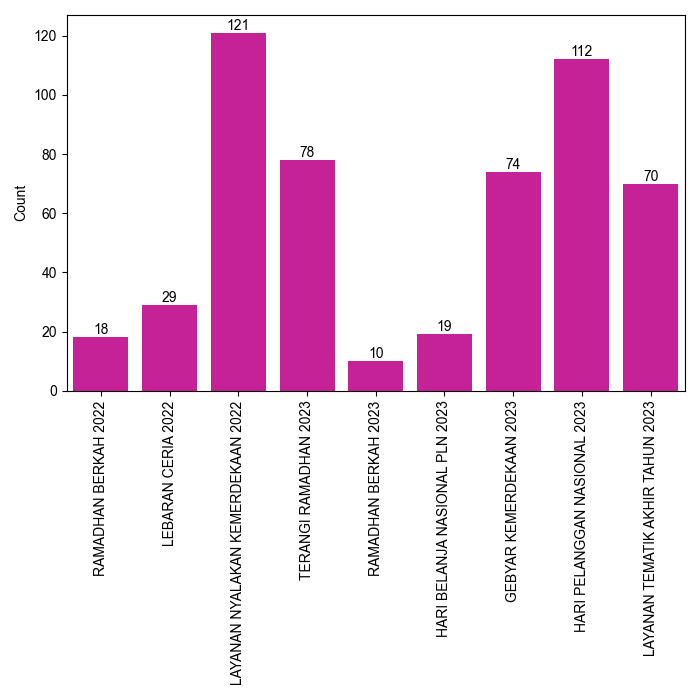 121
112
78
74
70
29
18
19
10
120
100
80
60
40
20
0
Count
RAMADHAN BERKAH 2022
LEBARAN CERIA 2022
LAYANAN NYALAKAN KEMERDEKAAN 2022
TERANGI RAMADHAN 2023
RAMADHAN BERKAH 2023
HARI BELANJA NASIONAL PLN 2023
GEBYAR KEMERDEKAAN 2023
HARI PELANGGAN NASIONAL 2023
LAYANAN TEMATIK AKHIR TAHUN 2023